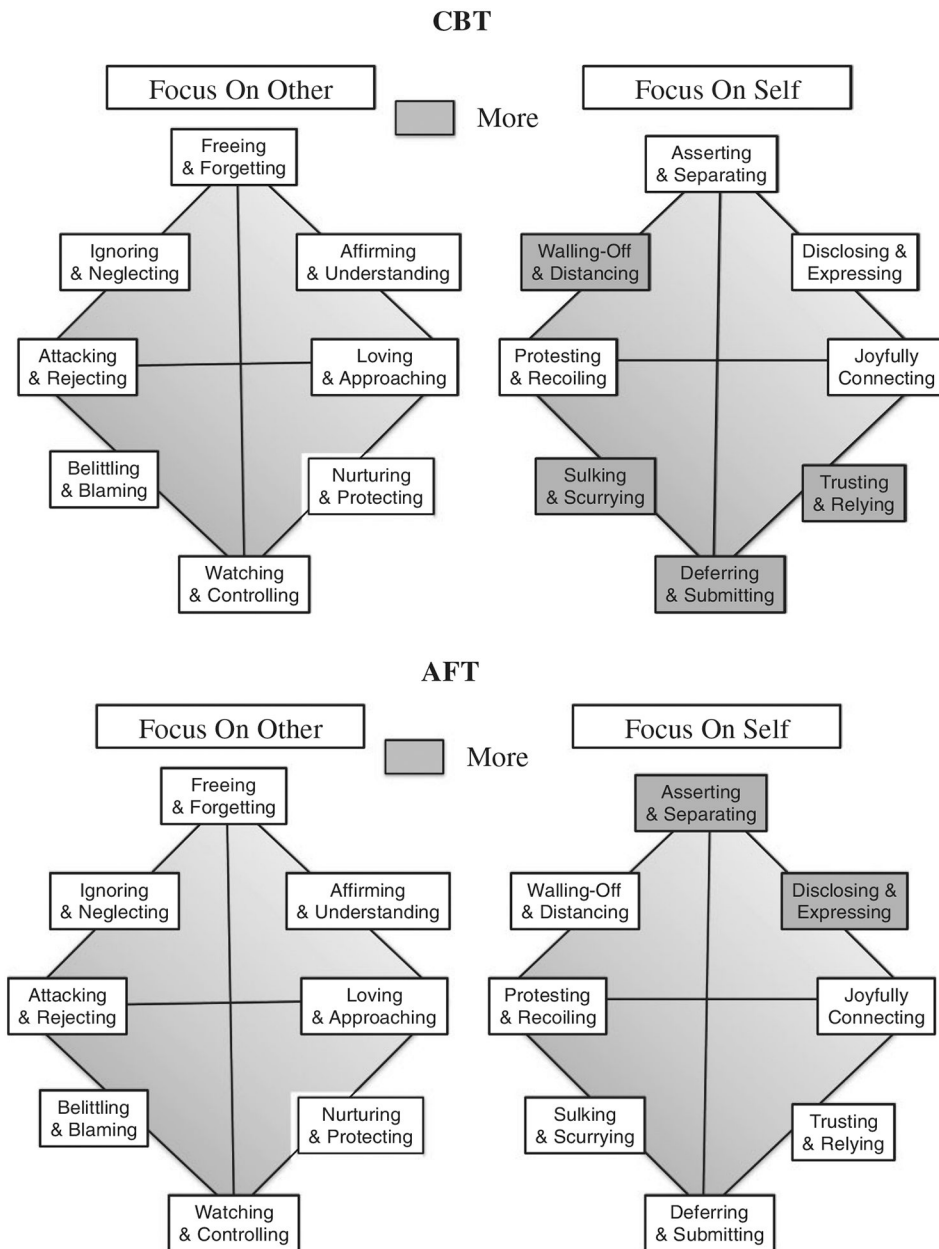 CBT
Focus On Other
More
Focus On Self
Freeing
& Forgetting
Asserting
& Separating
Ignoring
& Neglecting
Affirming
& Understanding
Walling-Off
& Distancing
Disclosing &
Expressing
Attacking
& Rejecting
Loving
& Approaching
Protesting
& Recoiling
Joyfully
Connecting
Belittling
& Blaming
Nurturing
& Protecting
Sulking
& Scurrying
Trusting
& Relying
Watching
& Controlling
Deferring
& Submitting
AFT
Focus On Other
More
Focus On Self
Freeing
& Forgetting
Asserting
& Separating
Ignoring
& Neglecting
Affirming
& Understanding
Walling-Off
& Distancing
Disclosing &
Expressing
Attacking
& Rejecting
Loving
& Approaching
Protesting
& Recoiling
Joyfully
Connecting
Belittling
& Blaming
Nurturing
& Protecting
Sulking
& Scurrying
Trusting
& Relying
Watching
& Controlling
Deferring
& Submitting